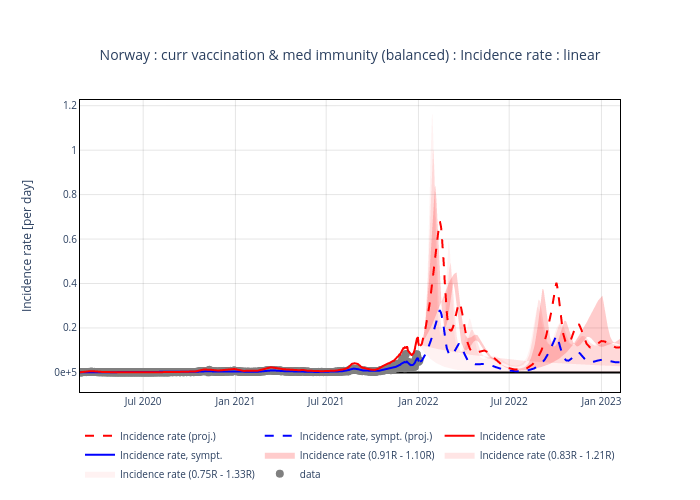 Norway : curr vaccination & med immunity (balanced) : Incidence rate : linear
Incidence rate [per day]
1.2
1
0.8
0.6
0.4
0.2
0e+5
Jul 2020
Jan 2021
Jul 2021
Jan 2022
Jul 2022
Jan 2023
Incidence rate (proj.)
Incidence rate, sympt. (proj.)
Incidence rate
Incidence rate, sympt.
Incidence rate (0.91R - 1.10R)
Incidence rate (0.83R - 1.21R)
Incidence rate (0.75R - 1.33R)
data